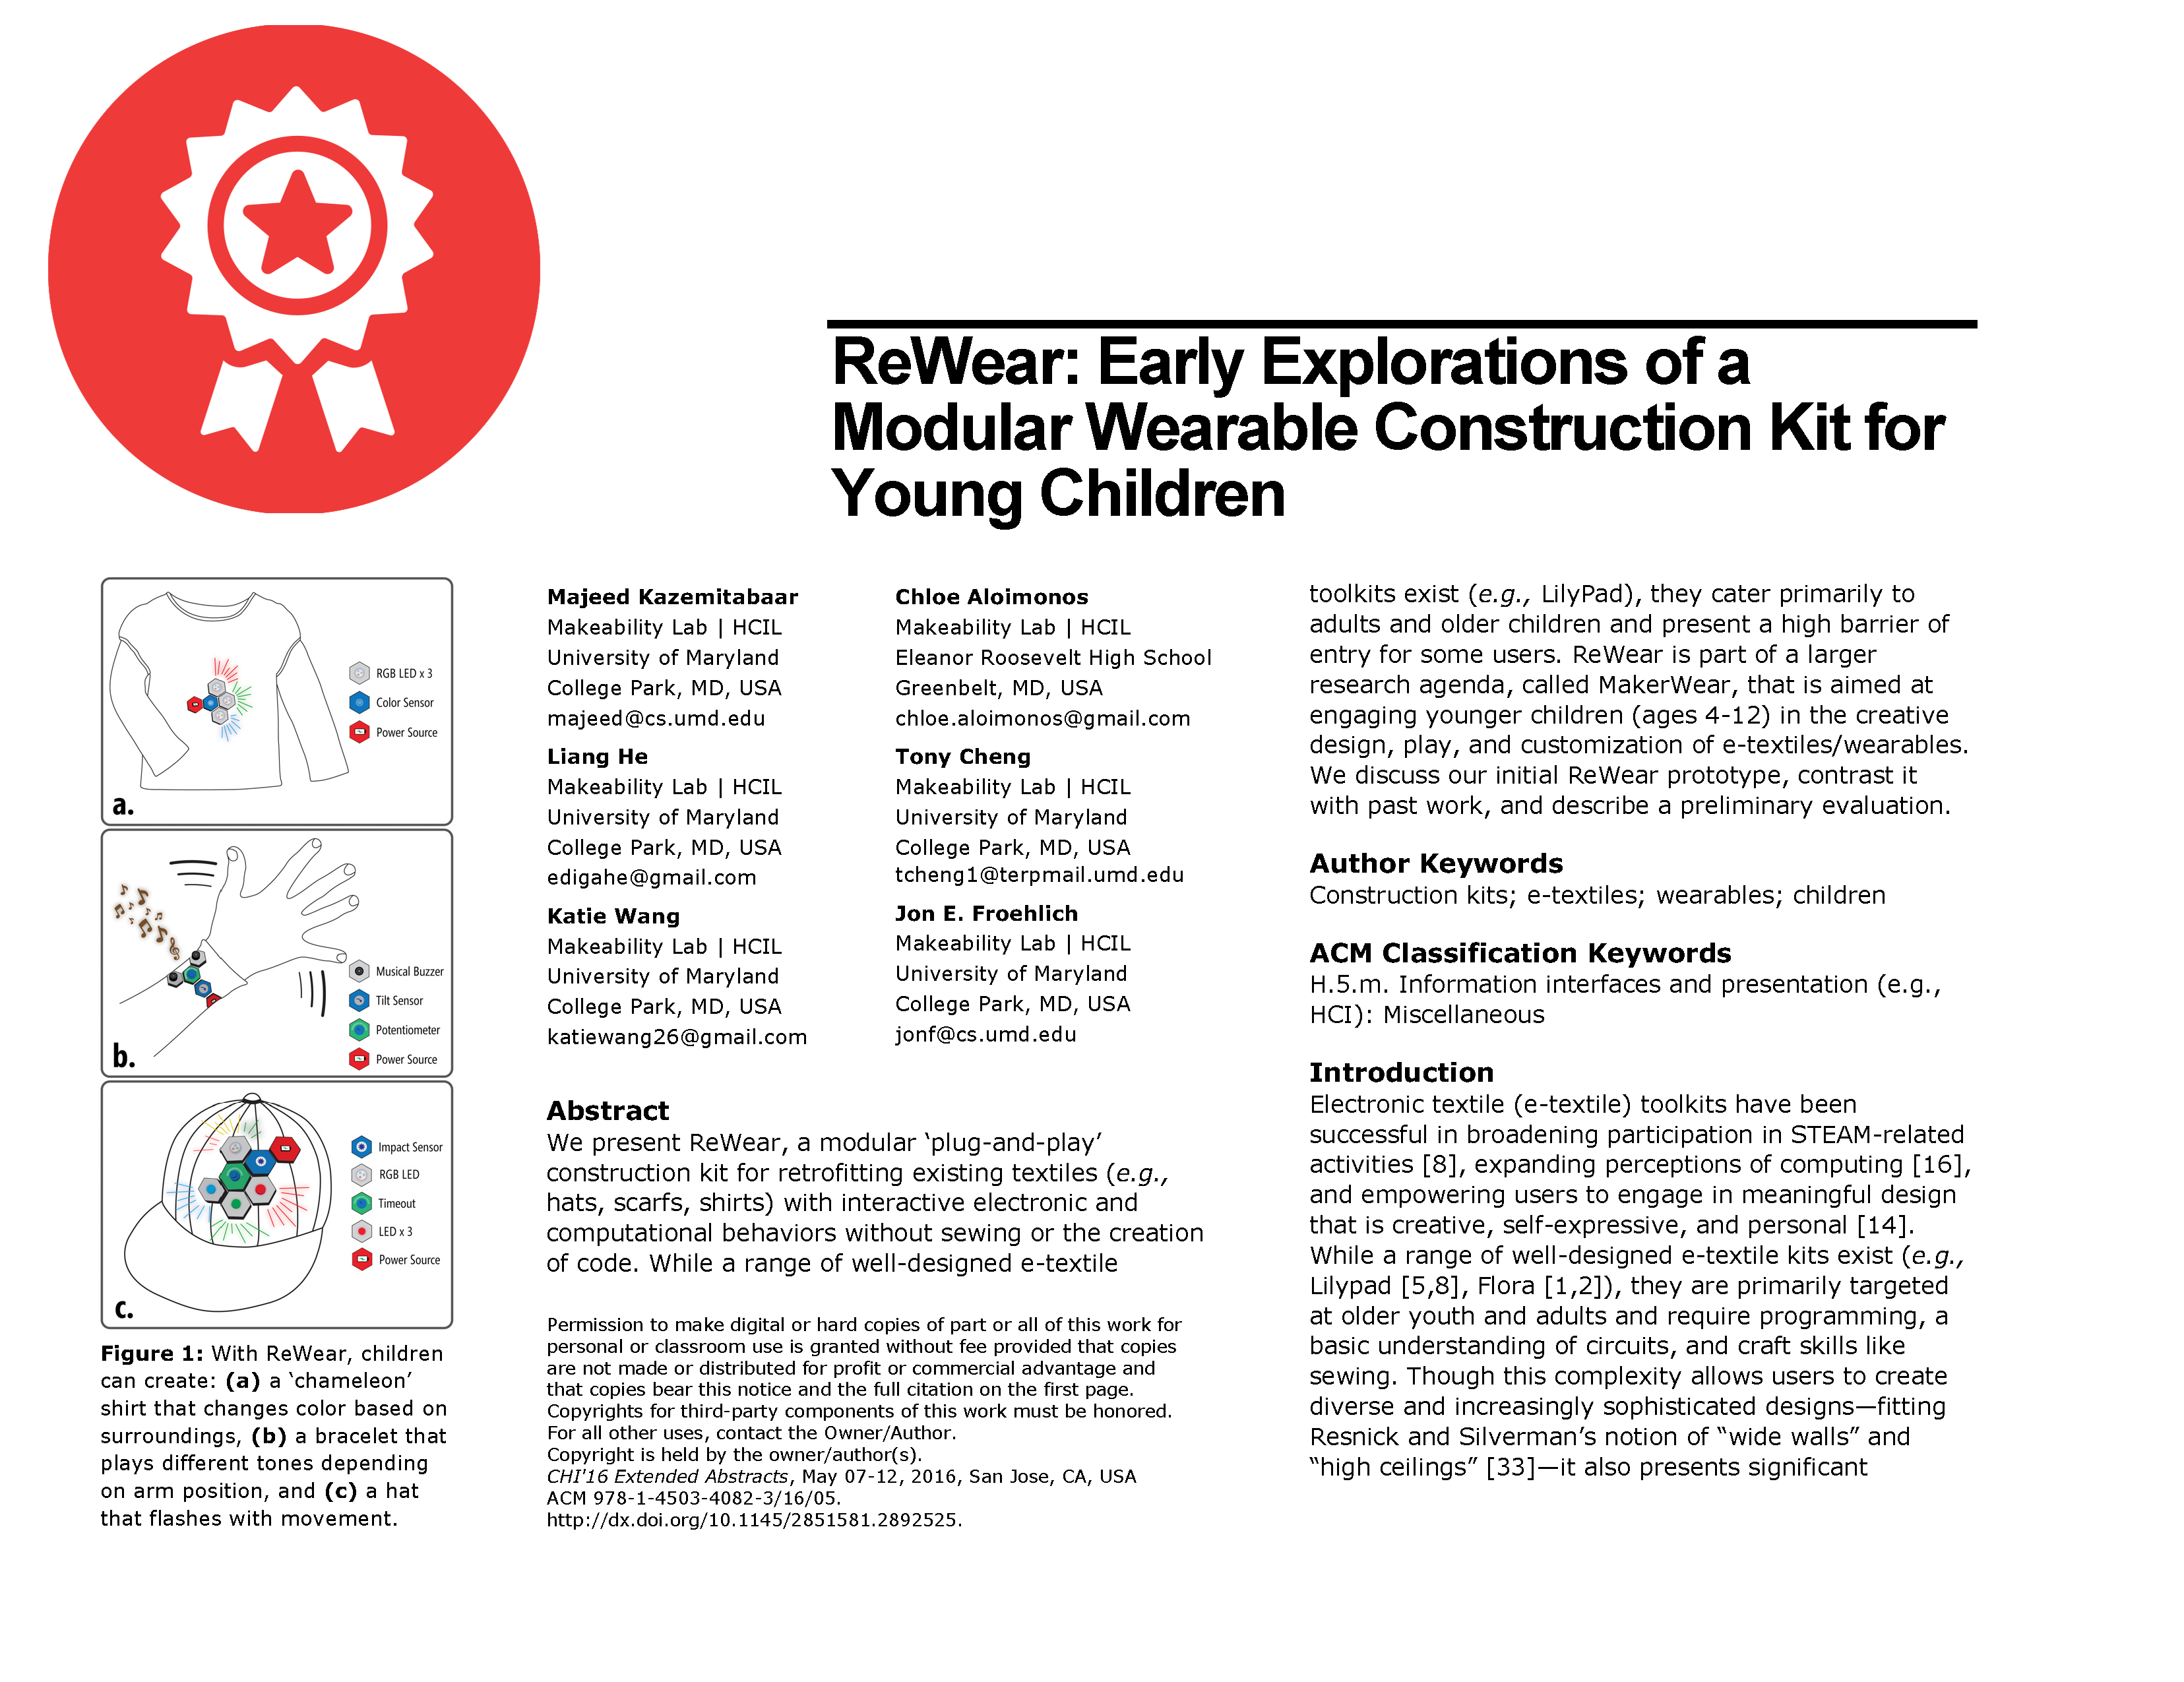 ReWear: Early Explorations of a
Modular Wearable Construction Kit for
Young Children
RGB LED x 3
Color Sensor
Power Source
a.
Musical Buzzer
Tilt Sensor
Potentiometer
Power Source
b.
Impact Sensor
RGB LED
Timeout
LED x 3
Power Source
c.
Figure 1: With ReWear, children
can create: (a) a ‘chameleon’
shirt that changes color based on
surroundings, (b) a bracelet that
plays different tones depending
on arm position, and (c) a hat
that flashes with movement.
Majeed Kazemitabaar
Makeability Lab | HCIL
University of Maryland
College Park, MD, USA
majeed@cs.umd.edu
Liang He
Makeability Lab | HCIL
University of Maryland
College Park, MD, USA
edigahe@gmail.com
Katie Wang
Makeability Lab | HCIL
University of Maryland
College Park, MD, USA
katiewang26@gmail.com
Chloe Aloimonos
Makeability Lab | HCIL
Eleanor Roosevelt High School
Greenbelt, MD, USA
chloe.aloimonos@gmail.com
Tony Cheng
Makeability Lab | HCIL
University of Maryland
College Park, MD, USA
tcheng1@terpmail.umd.edu
Jon E. Froehlich
Makeability Lab | HCIL
University of Maryland
College Park, MD, USA
jonf@cs.umd.edu
Abstract
We present ReWear, a modular ‘plug-and-play’
construction kit for retrofitting existing textiles (e.g.,
hats, scarfs, shirts) with interactive electronic and
computational behaviors without sewing or the creation
of code. While a range of well-designed e-textile
Permission to make digital or hard copies of part or all of this work for
personal or classroom use is granted without fee provided that copies
are not made or distributed for profit or commercial advantage and
that copies bear this notice and the full citation on the first page.
Copyrights for third-party components of this work must be honored.
For all other uses, contact the Owner/Author.
Copyright is held by the owner/author(s).
CHI'16 Extended Abstracts, May 07-12, 2016, San Jose, CA, USA
ACM 978-1-4503-4082-3/16/05.
http://dx.doi.org/10.1145/2851581.2892525.
toolkits exist (e.g., LilyPad), they cater primarily to
adults and older children and present a high barrier of
entry for some users. ReWear is part of a larger
research agenda, called MakerWear, that is aimed at
engaging younger children (ages 4-12) in the creative
design, play, and customization of e-textiles/wearables.
We discuss our initial ReWear prototype, contrast it
with past work, and describe a preliminary evaluation.
Author Keywords
Construction kits; e-textiles; wearables; children
ACM Classification Keywords
H.5.m. Information interfaces and presentation (e.g.,
HCI): Miscellaneous
Introduction
Electronic textile (e-textile) toolkits have been
successful in broadening participation in STEAM-related
activities [8], expanding perceptions of computing [16],
and empowering users to engage in meaningful design
that is creative, self-expressive, and personal [14].
While a range of well-designed e-textile kits exist (e.g.,
Lilypad [5,8], Flora [1,2]), they are primarily targeted
at older youth and adults and require programming, a
basic understanding of circuits, and craft skills like
sewing. Though this complexity allows users to create
diverse and increasingly sophisticated designs—fitting
Resnick and Silverman’s notion of “wide walls” and
“high ceilings” [33]—it also presents significant